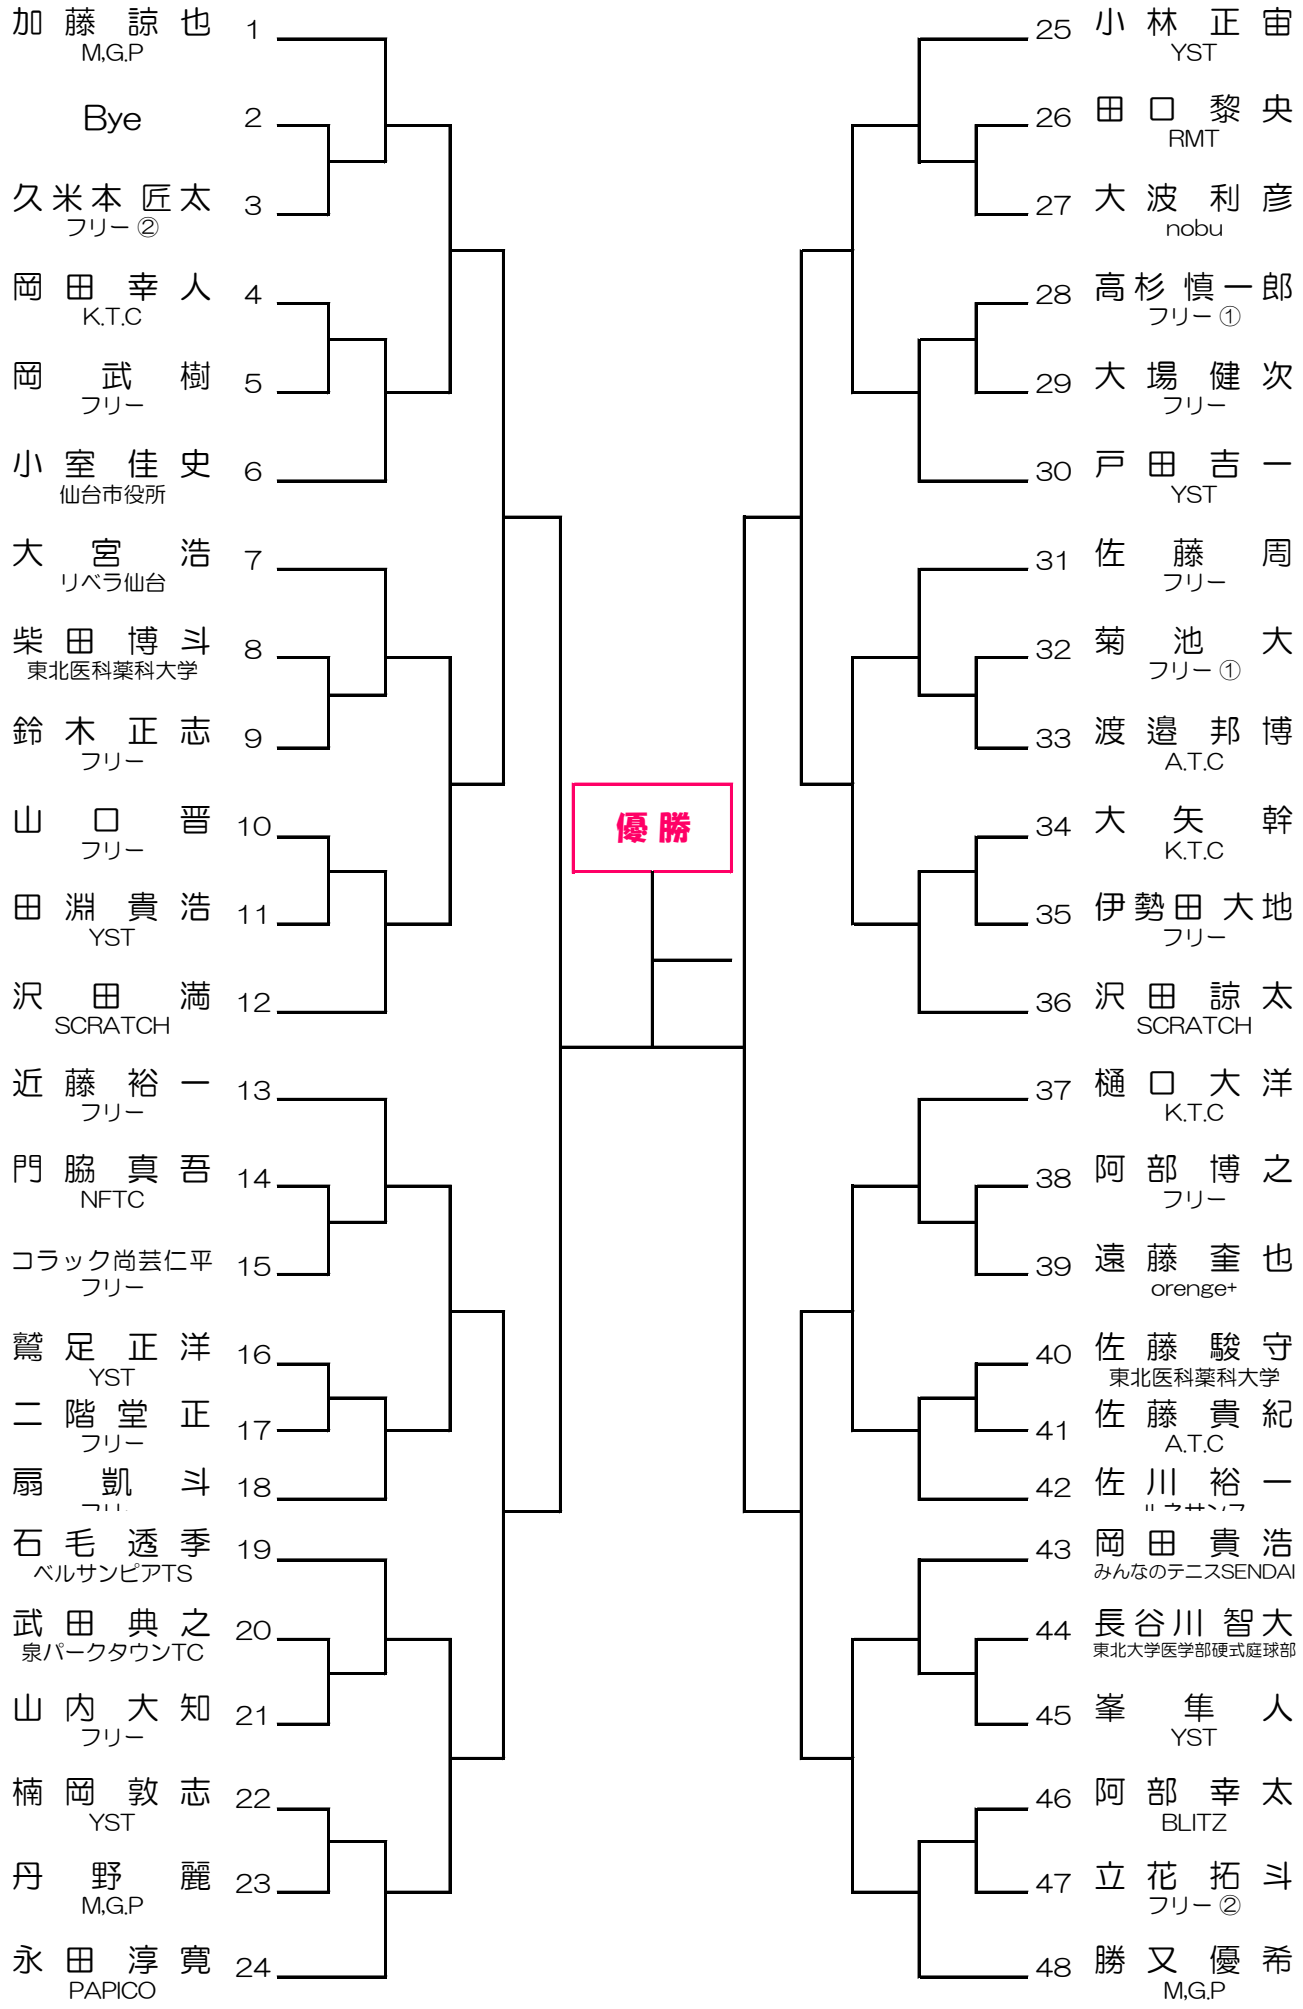 加藤 諒也 1
M,G.P
Bye 2
久米本 匠太 3
フリー ②
岡田 幸人 4
K.T.C
岡 武樹 5
フリー
小室 佳史 6
仙台市役所
大宮 浩 7
リベラ仙台
柴田 博斗 8
東北医科薬科大学
鈴木 正志 9
フリー
山口 晋 10
フリー
田淵 貴浩 11
YST
沢田 満 12
SCRATCH
近藤 裕一 13
フリー
門脇 真吾 14
NFTC
コラック尚芸仁平 15
フリー
鷲足 正洋 16
YST
二階堂 正 17
フリー
扇 凱斗 18
石毛 透季 19
ベルサンピアTS
武田 典之 20
泉パークタウンTC
山内 大知 21
フリー
楠岡 敦志 22
YST
丹野 麗 23
M,G.P
永田 淳寛 24
PAPICO
優勝
25 小林 正宙
YST
26 田口 黎央
RMT
27 大波 利彦
nobu
28 高杉 慎一郎
フリー ①
29 大場 健次
フリー
30 戸田 吉一
YST
31 佐藤 周
フリー
32 菊池 大
フリー ①
33 渡邉 邦博
A.T.C
34 大矢 幹
K.T.C
35 伊勢田 大地
フリー
36 沢田 諒太
SCRATCH
37 樋口 大洋
K.T.C
38 阿部 博之
フリー
39 遠藤 奎也
orenge+
40 佐藤 駿守
東北医科薬科大学
41 佐藤 貴紀
A.T.C
42 佐川 裕一
43 岡田 貴浩
みんなのテニスSENDAI
44 長谷川 智大
東北大学医学部硬式庭球部
45 峯 隼人
YST
46 阿部 幸太
BLITZ
47 立花 拓斗
フリー ②
48 勝又 優希
M,G.P